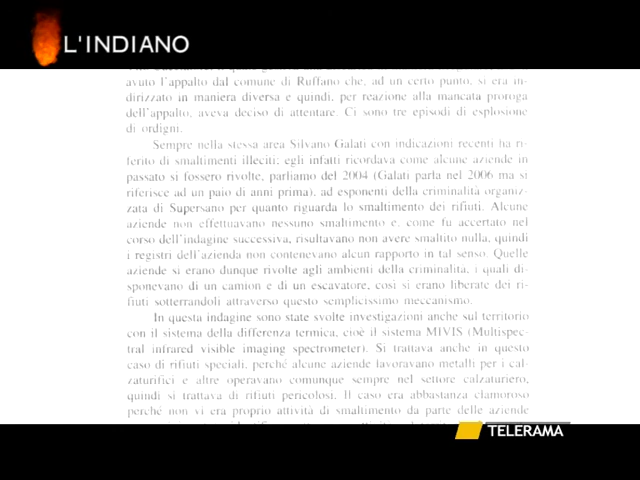 L'INDIANO
avuto l'appalto dal comune di Ruffano che, ad un certo punto, si era in-
dirizzato in maniera diversa e quindi, per reazione alla mancata proroga
dell'appalto, aveva deciso di attentare. Ci sono tre episodi di esplosione
di ordigni.
Sempre nella stessa area Silvano Galati con indicazioni recenti ha ri-
ferito di smaltimenti illeciti; egli infatti ricordava come alcune aziende in
passato si fossero rivolte, parliamo del 2004 (Galati parla nel 2006 ma si
riferisce ad un paio di anni prima), ad esponenti della criminalità organiz-
zata di Supersano per quanto riguarda lo smaltimento dei rifiuti. Alcune
aziende non effettuavano nessuno smaltimento e, come fu accertato nel
corso dell'indagine successiva, risultavano non avere smaltito nulla, quindi
i registri dell'azienda non contenevano alcun rapporto in tal senso. Quelle
aziende si erano dunque rivolte agli ambienti della criminalità, i quali di-
sponevano di un camion e di un escavatore, così si erano liberate dei ri-
fiuti sotterrandoli attraverso questo semplicissimo meccanismo.
In questa indagine sono state svolte investigazioni anche sul territorio
con il sistema della differenza termica, cioè il sistema MIVIS (Multispec-
tral infrared visible imaging spectrometer). Si trattava anche in questo
caso di rifiuti speciali, perché alcune aziende lavoravano metalli per i cal-
zaturifici e altre operavano comunque sempre nel settore calzaturiero,
quindi si trattava di rifiuti pericolosi. Il caso era abbastanza clamoroso
perché non vi era proprio attività di smaltimento da parte delle aziende
TELERAMA